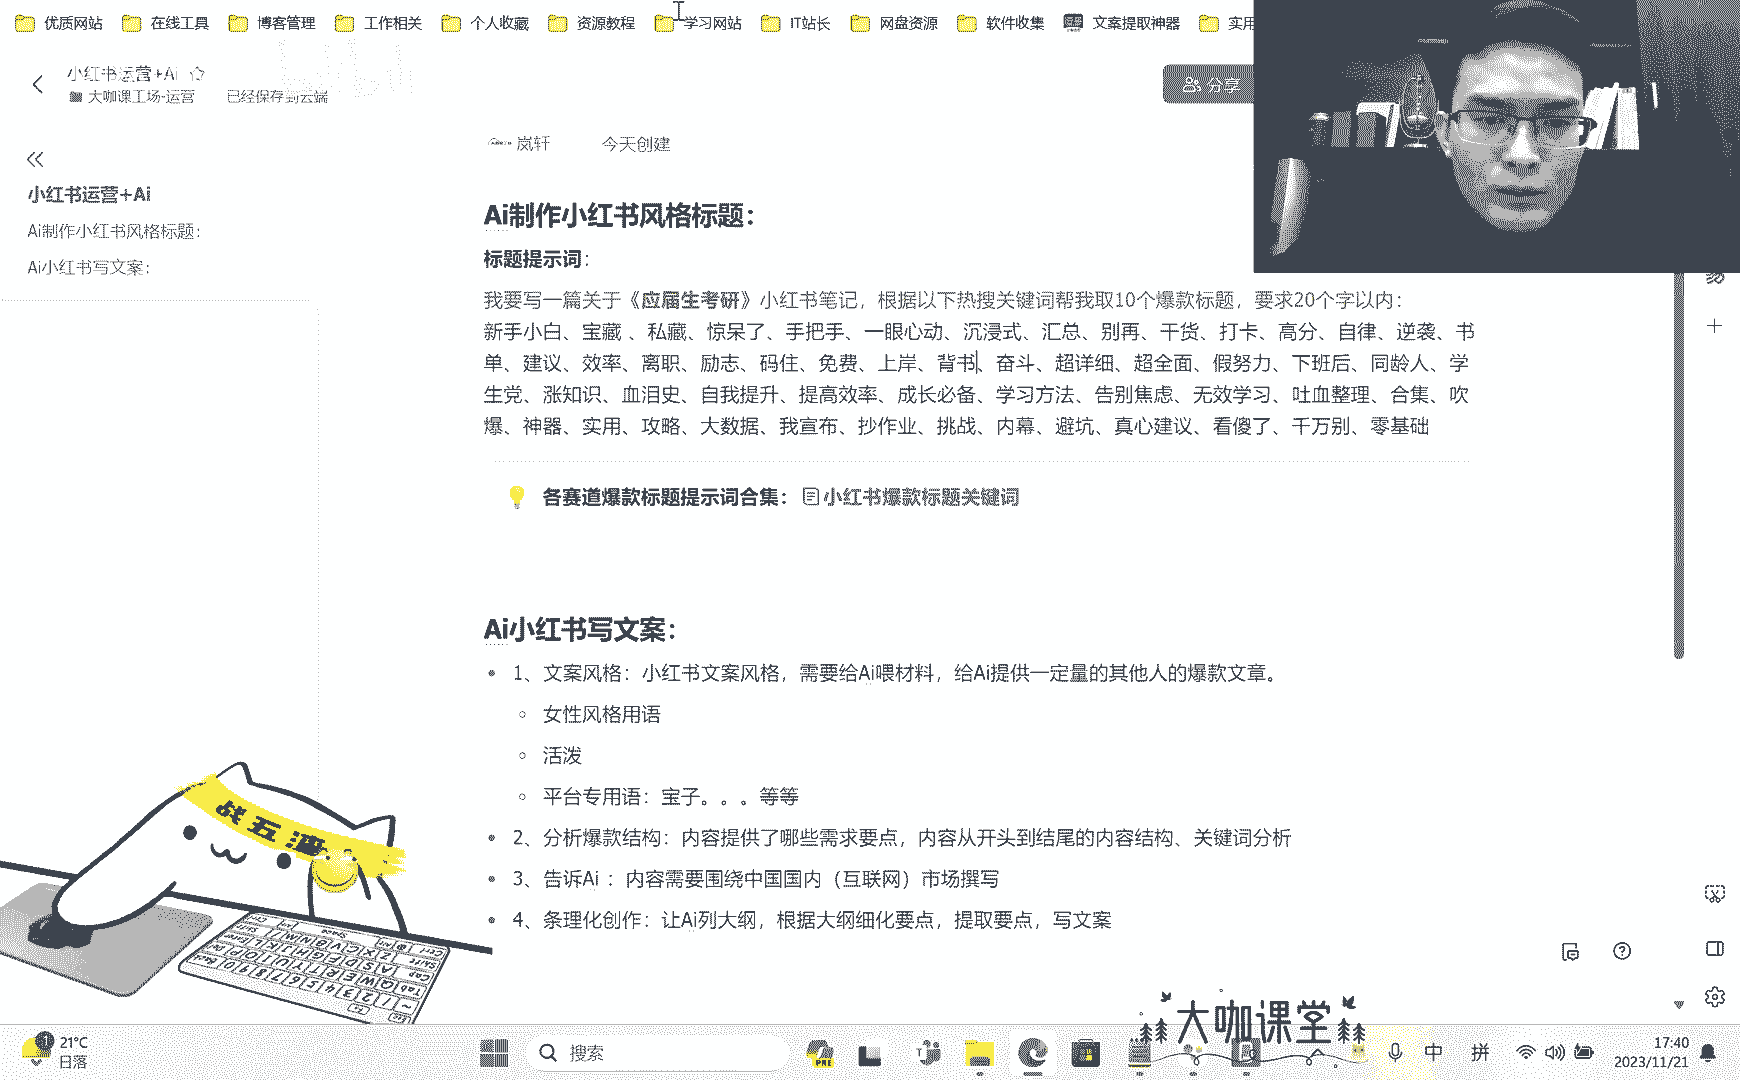 优质网站 在线工具 博客管理 工作相关 个人收藏 资源教程 学习网站 IT站长 网盘资源 软件收集 文案提取神器 实用
小红书运营+Ai
大咖课工场-运营 已经保存到云端
分享
岚轩 今天创建
小红书运营+Ai
Ai制作小红书风格标题：
Ai小红书写文案：
Ai制作小红书风格标题：
标题提示词：
我要写一篇关于《应届生考研》小红书笔记，根据以下热搜关键词帮我取10个爆款标题，要求20个字以内：
新手小白、宝藏 、私藏、惊呆了、手把手、一眼心动、沉浸式、汇总、别再、干货、打卡、高分、自律、逆袭、书
单、建议、效率、离职、励志、码住、免费、上岸、背书、奋斗、超详细、超全面、假努力、下班后、同龄人、学
生党、涨知识、血泪史、自我提升、提高效率、成长必备、学习方法、告别焦虑、无效学习、吐血整理、合集、吹
爆、神器、实用、攻略、大数据、我宣布、抄作业、挑战、内幕、避坑、真心建议、看傻了、千万别、零基础
各赛道爆款标题提示词合集： 小红书爆款标题关键词
Ai小红书写文案：
1、文案风格：小红书文案风格，需要给Ai喂材料，给Ai提供一定量的其他人的爆款文章。
女性风格用语
活泼
平台专用语：宝子。。。等等
2、分析爆款结构：内容提供了哪些需求要点，内容从开头到结尾的内容结构、关键词分析
3、告诉Ai ：内容需要围绕中国国内（互联网）市场撰写
4、条理化创作：让Ai列大纲，根据大纲细化要点，提取要点，写文案
战五渣
大咖课堂
21°C
日落
搜索
中 拼
17:40
2023/11/21